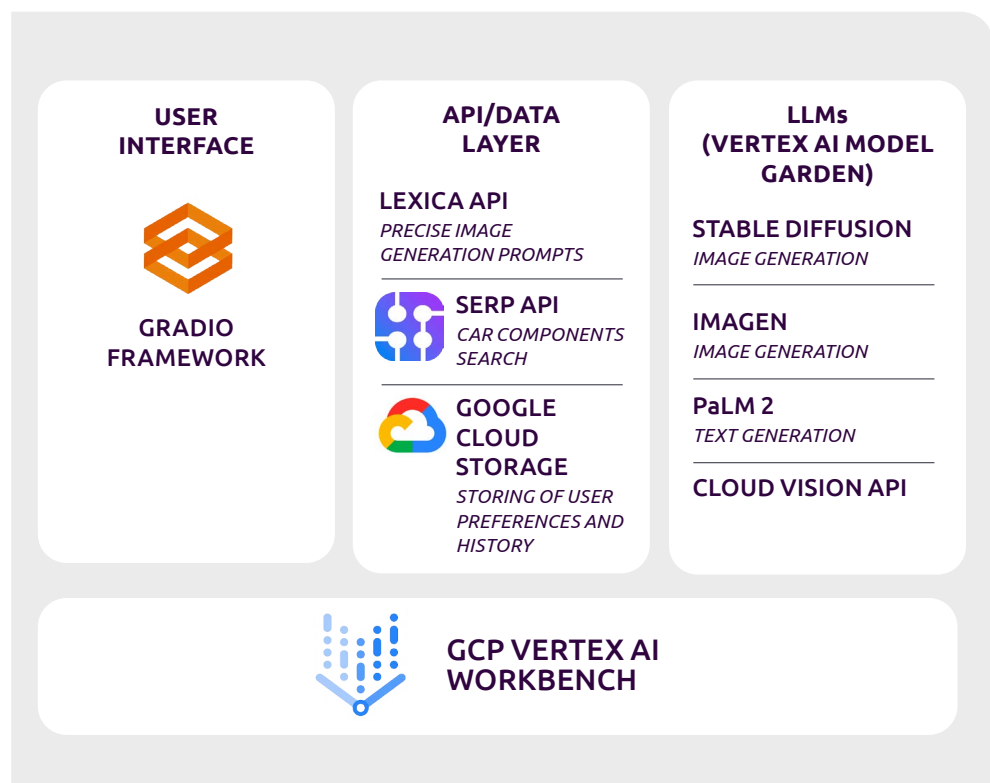 USER
INTERFACE
GRADIO
FRAMEWORK
API/DATA
LAYER
LEXICA API
PRECISE IMAGE
GENERATION PROMPTS
SERP API
CAR COMPONENTS
SEARCH
GOOGLE
CLOUD
STORAGE
STORING OF USER
PREFERENCES AND
HISTORY
LLMs
(VERTEX AI MODEL
GARDEN)
STABLE DIFFUSION
IMAGE GENERATION
IMAGEN
IMAGE GENERATION
PaLM 2
TEXT GENERATION
CLOUD VISION API
GCP VERTEX AI
WORKBENCH